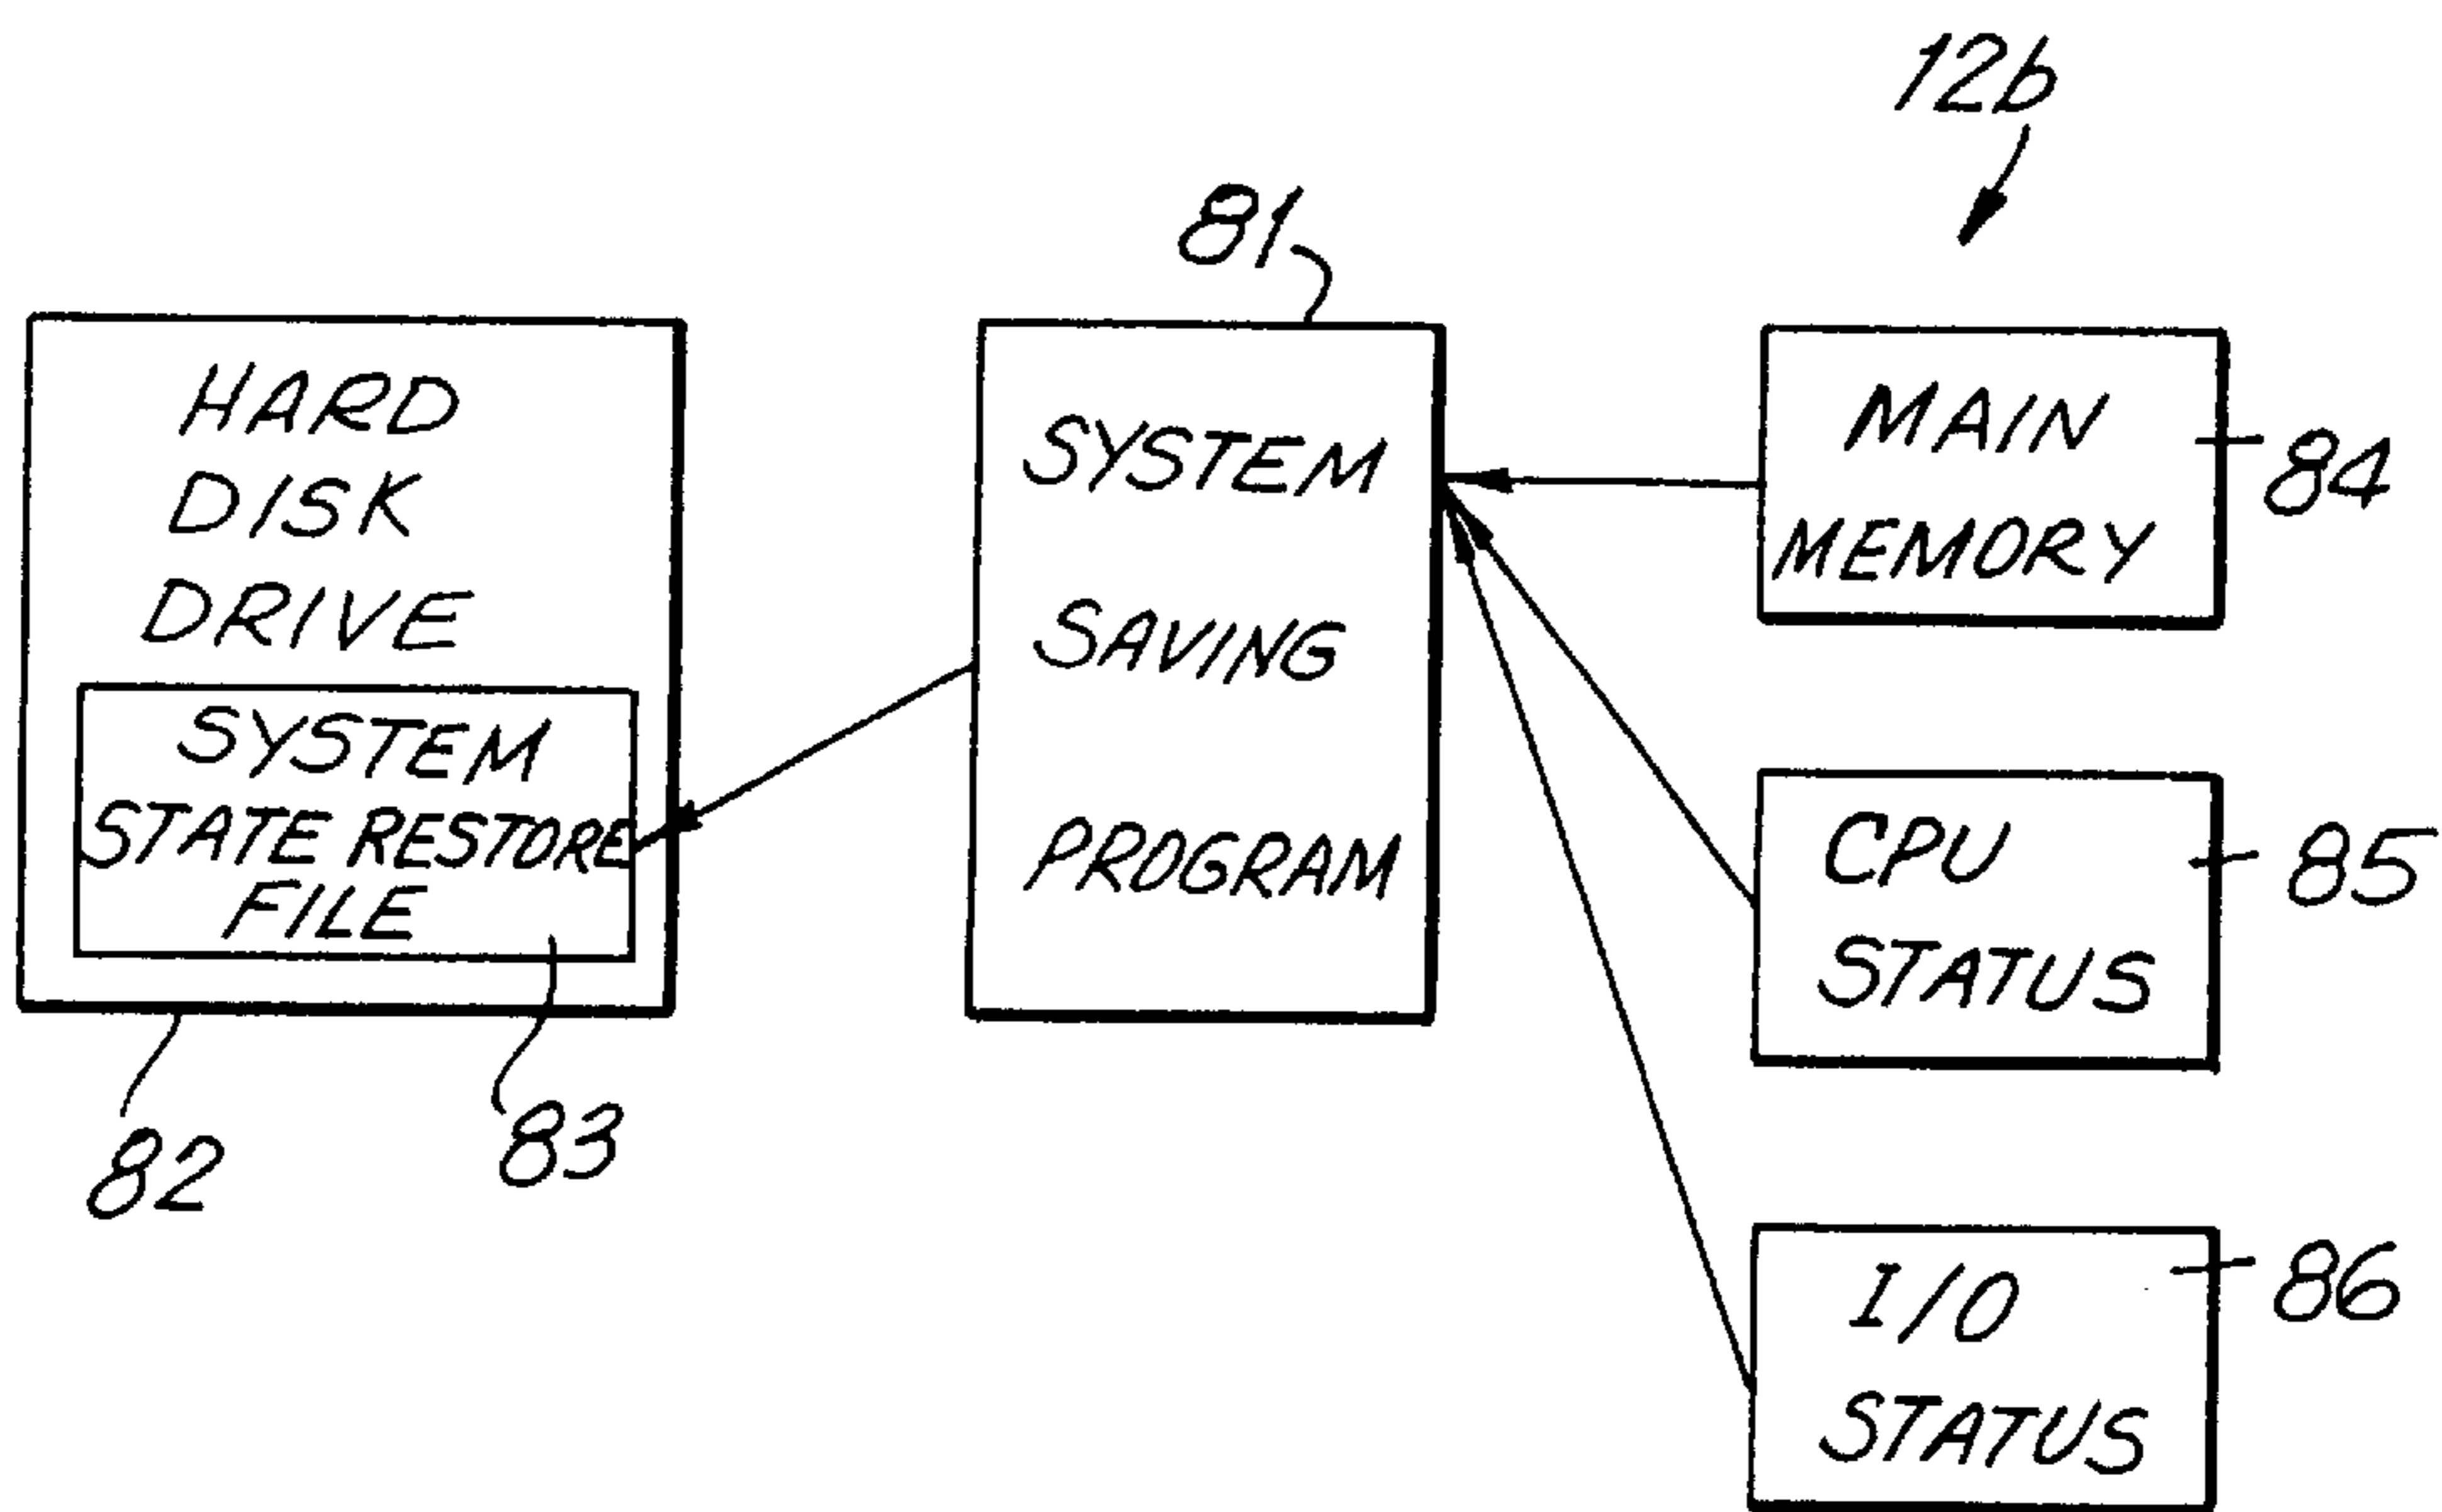 12b
81
HARD
DISK
DRIVE
SYSTEM
STATE RESTORE
FILE
82
83
SYSTEM
SAVING
PROGRAM
MAIN
MEMORY
84
CPU
STATUS
85
I/O
STATUS
86